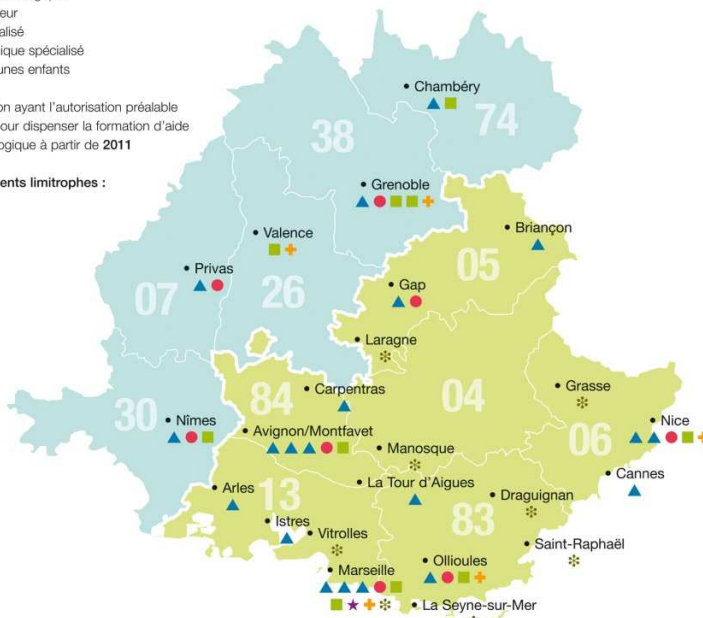 eur
alisé
ique spécialisé
unes enfants
on ayant l'autorisation préalable
our dispenser la formation d'aide
ogique à partir de 2011
ents limitrophes :
Chambéry
74
38
Grenoble
Valence
Briançon
05
Privas
07
26
Gap
Laragne
Carpentras
84
04
Grasse
30
Nîmes
Avignon/Montfavet
06
Nice
Manosque
Cannes
Arles
13
La Tour d'Aigues
Draguignan
Istres
Vitrolles
83
Saint-Raphaël
Marseille
Ollioules
La Seyne-sur-Mer